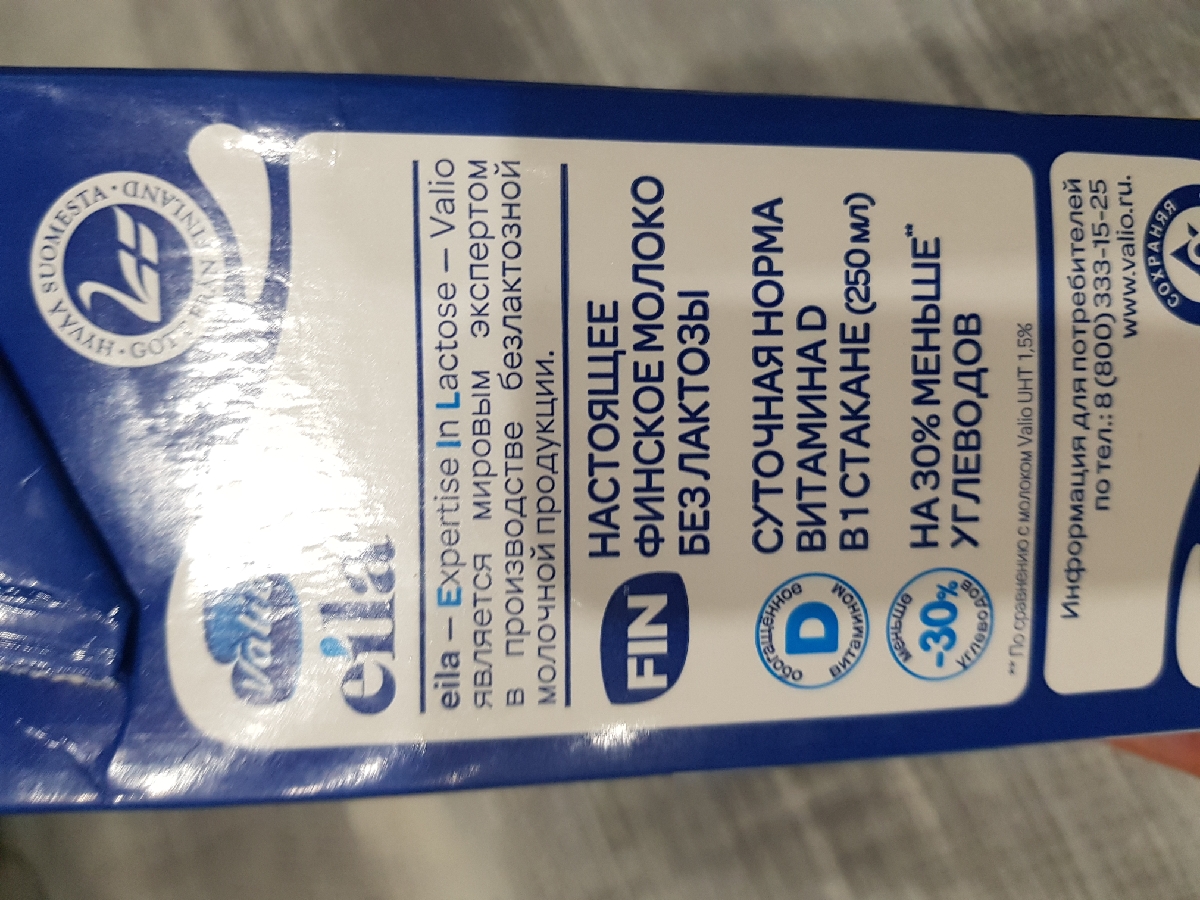 HYVÄÄ SUOMESTA · GOTT FRÅN FINLAND
Valio
eila
eila – Expertise In Lactose – Valio
является мировым экспертом
в производстве безлактозной
молочной продукции.
FIN
НАСТОЯЩЕЕ
ФИНСКОЕ МОЛОКО
БЕЗ ЛАКТОЗЫ
обогащенное
D
витамином
СУТОЧНАЯ НОРМА
ВИТАМИНА D
В 1 СТАКАНЕ (250 мл)
меньше
-30%
углеводов
НА 30% МЕНЬШЕ**
УГЛЕВОДОВ
** По сравнению с молоком Valio UHT 1,5%
Информация для потребителей
по тел.: 8 (800) 333-15-25
www.valio.ru.
СОХРАНЯЯ